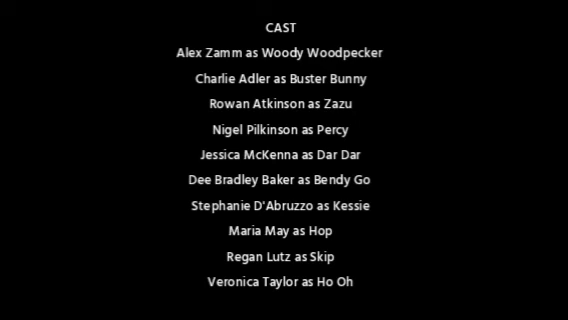 CAST
Alex Zamm as Woody Woodpecker
Charlie Adler as Buster Bunny
Rowan Atkinson as Zazu
Nigel Pilkinson as Percy
Jessica McKenna as Dar Dar
Dee Bradley Baker as Bendy Go
Stephanie D'Abruzzo as Kessie
Maria May as Hop
Regan Lutz as Skip
Veronica Taylor as Ho Oh